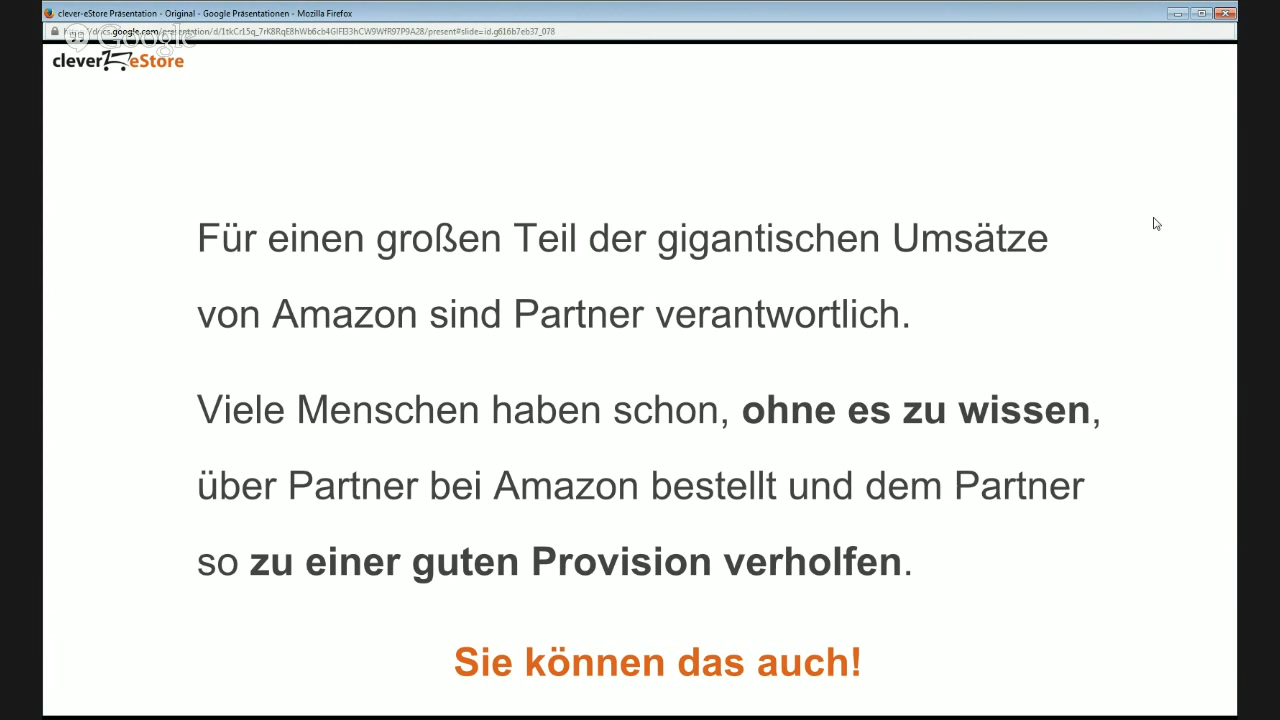 clever-eStore Präsentation - Original - Google Präsentationen - Mozilla Firefox
Google
clever eStore
Für einen großen Teil der gigantischen Umsätze
von Amazon sind Partner verantwortlich.
Viele Menschen haben schon, ohne es zu wissen,
über Partner bei Amazon bestellt und dem Partner
so zu einer guten Provision verholfen.
Sie können das auch!